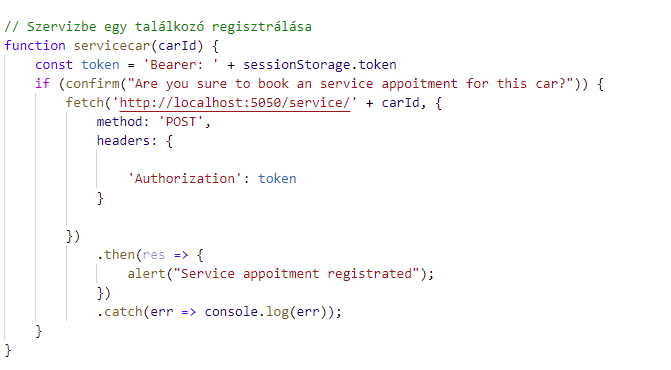 // Szervizbe egy találkozó regisztrálása
function servicecar(carId) {
const token = 'Bearer: ' + sessionStorage.token
if (confirm("Are you sure to book an service appoitment for this car?")) {
fetch('http://localhost:5050/service/' + carId, {
method: 'POST',
headers: {
'Authorization': token
}
})
.then(res => {
alert("Service appoitment registrated");
})
.catch(err => console.log(err));
}
}